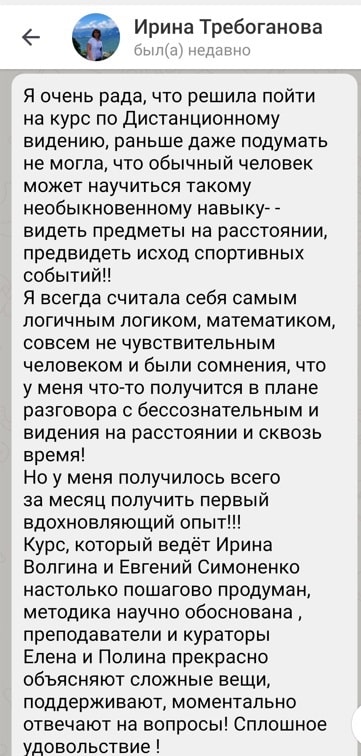 Ирина Требоганова
был(а) недавно
Я очень рада, что решила пойти
на курс по Дистанционному
видению, раньше даже подумать
не могла, что обычный человек
может научиться такому
необыкновенному навыку- -
видеть предметы на расстоянии,
предвидеть исход спортивных
событий!!
Я всегда считала себя самым
логичным логиком, математиком,
совсем не чувствительным
человеком и были сомнения, что
у меня что-то получится в плане
разговора с бессознательным и
видения на расстоянии и сквозь
время!
Но у меня получилось всего
за месяц получить первый
вдохновляющий опыт!!!
Курс, который ведёт Ирина
Волгина и Евгений Симоненко
настолько пошагово продуман,
методика научно обоснована ,
преподаватели и кураторы
Елена и Полина прекрасно
объясняют сложные вещи,
поддерживают, моментально
отвечают на вопросы! Сплошное
удовольствие !